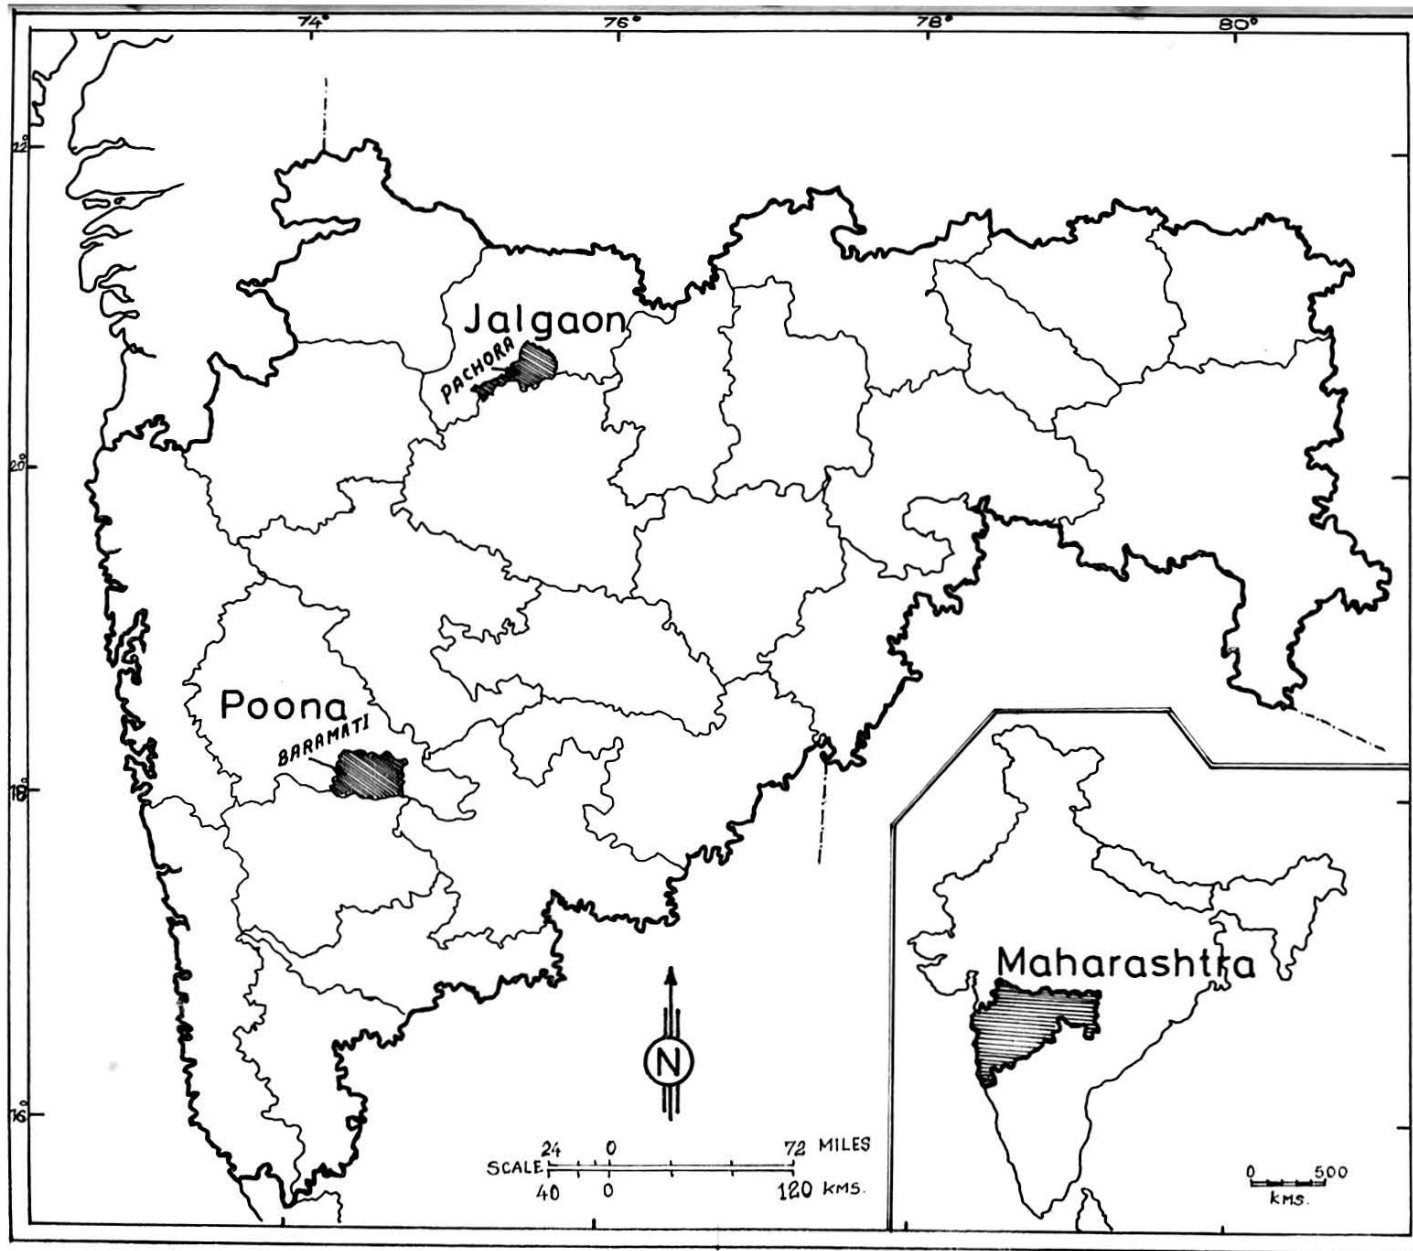 74°
76°
78°
80°
22°
Jalgaon
PACHORA
20°
Poona
BARAMATI
18°
Maharashtra
N
16°
24 0 72 MILES
SCALE
40 0 120 KMS.
0 500
KMS.